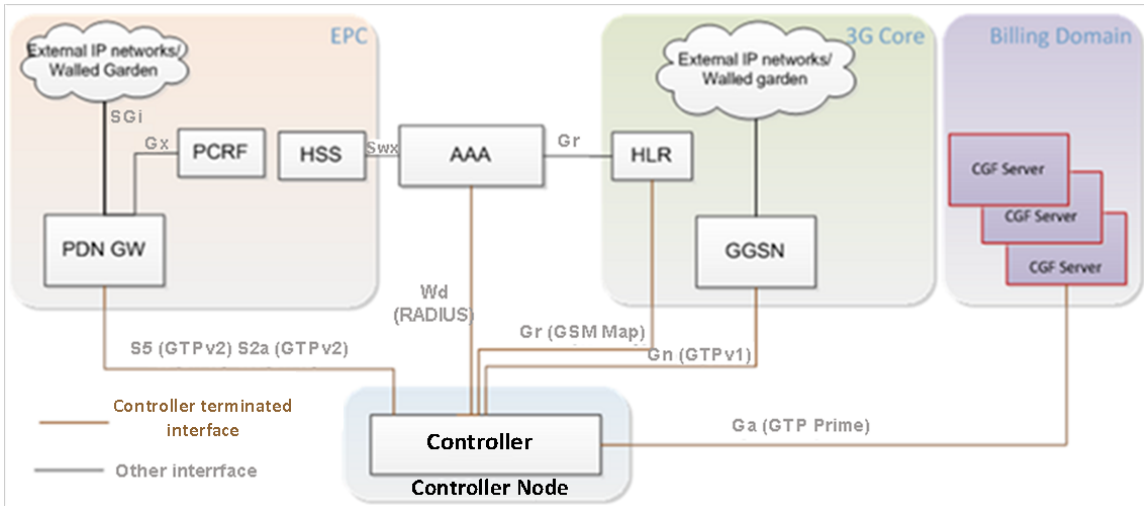 EPC
3G Core
Billing Domain
External IP networks/
Walled Garden
External IP networks/
Walled garden
SGi
Gx
PCRF
HSS
Swx
AAA
Gr
HLR
CGF Server
CGF Server
CGF Server
PDN GW
GGSN
Wd
(RADIUS)
Gr (GSM Map)
S5 (GTPv2) S2a (GTPv2)
Gn (GTPv1)
Controller terminated
interface
Ga (GTP Prime)
Controller
Other interrface
Controller Node